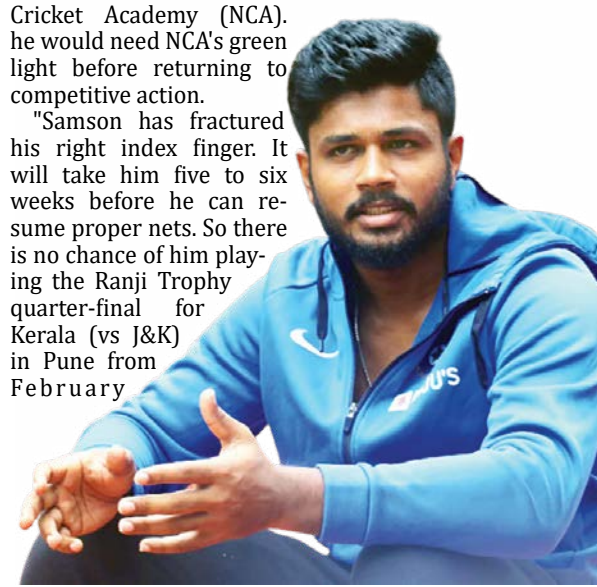 Cricket Academy (NCA).
he would need NCA's green
light before returning to
competitive action.
"Samson has fractured
his right index finger. It
will take him five to six
weeks before he can re-
sume proper nets. So there
is no chance of him play-
ing the Ranji Trophy
quarter-final for
Kerala (vs J&K)
in Pune from
February